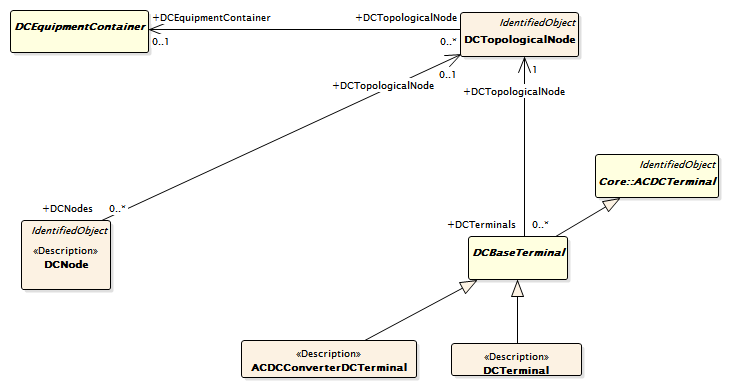 DCEquipmentContainer
+DCEquipmentContainer
0..1
+DCTopologicalNode
0..*
IdentifiedObject
DCTopologicalNode
0..1
+DCTopologicalNode
1
+DCTopologicalNode
IdentifiedObject
Core::ACDCTerminal
+DCNodes 0..*
IdentifiedObject
«Description»
DCNode
+DCTerminals 0..*
DCBaseTerminal
«Description»
ACDCConverterDCTerminal
«Description»
DCTerminal